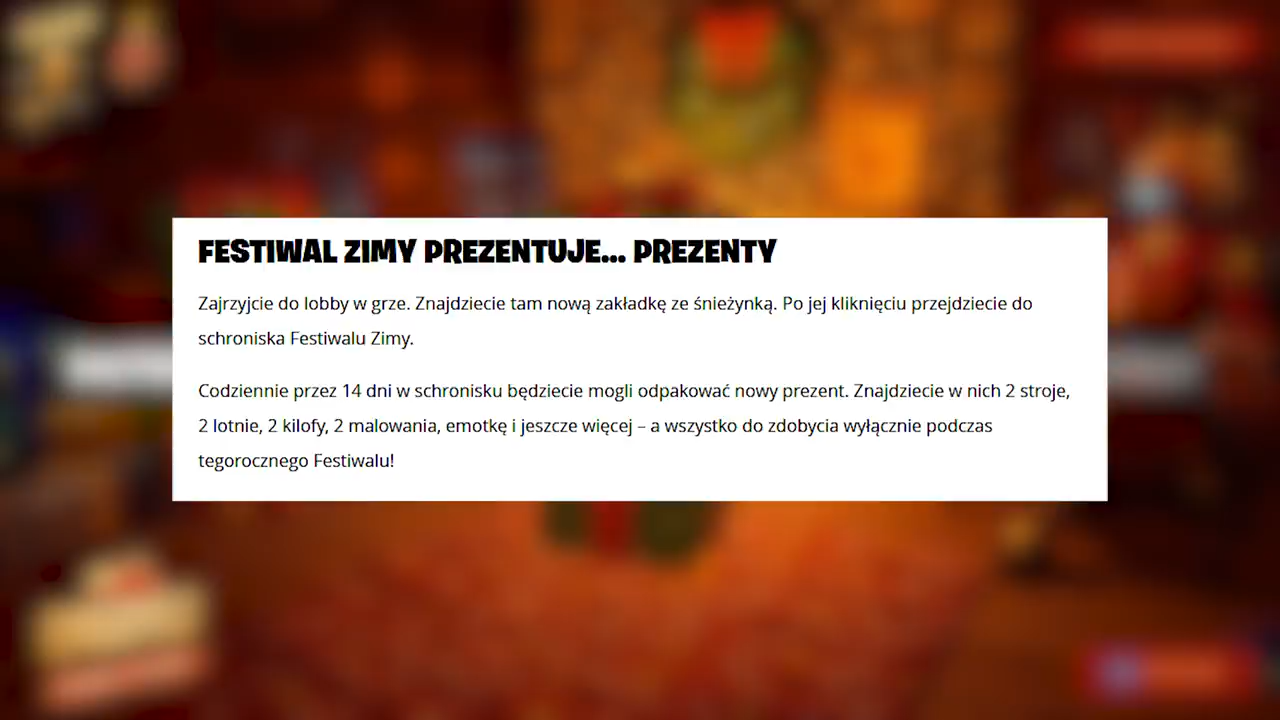 FESTIWAL ZIMY PREZENTUJE... PREZENTY
Zajrzyjcie do lobby w grze. Znajdziecie tam nową zakładkę ze śnieżynką. Po jej kliknięciu przejdziecie do
schroniska Festiwalu Zimy.
Codziennie przez 14 dni w schronisku będziecie mogli odpakować nowy prezent. Znajdziecie w nich 2 stroje,
2 lotnie, 2 kilofy, 2 malowania, emotkę i jeszcze więcej – a wszystko do zdobycia wyłącznie podczas
tegorocznego Festiwalu!